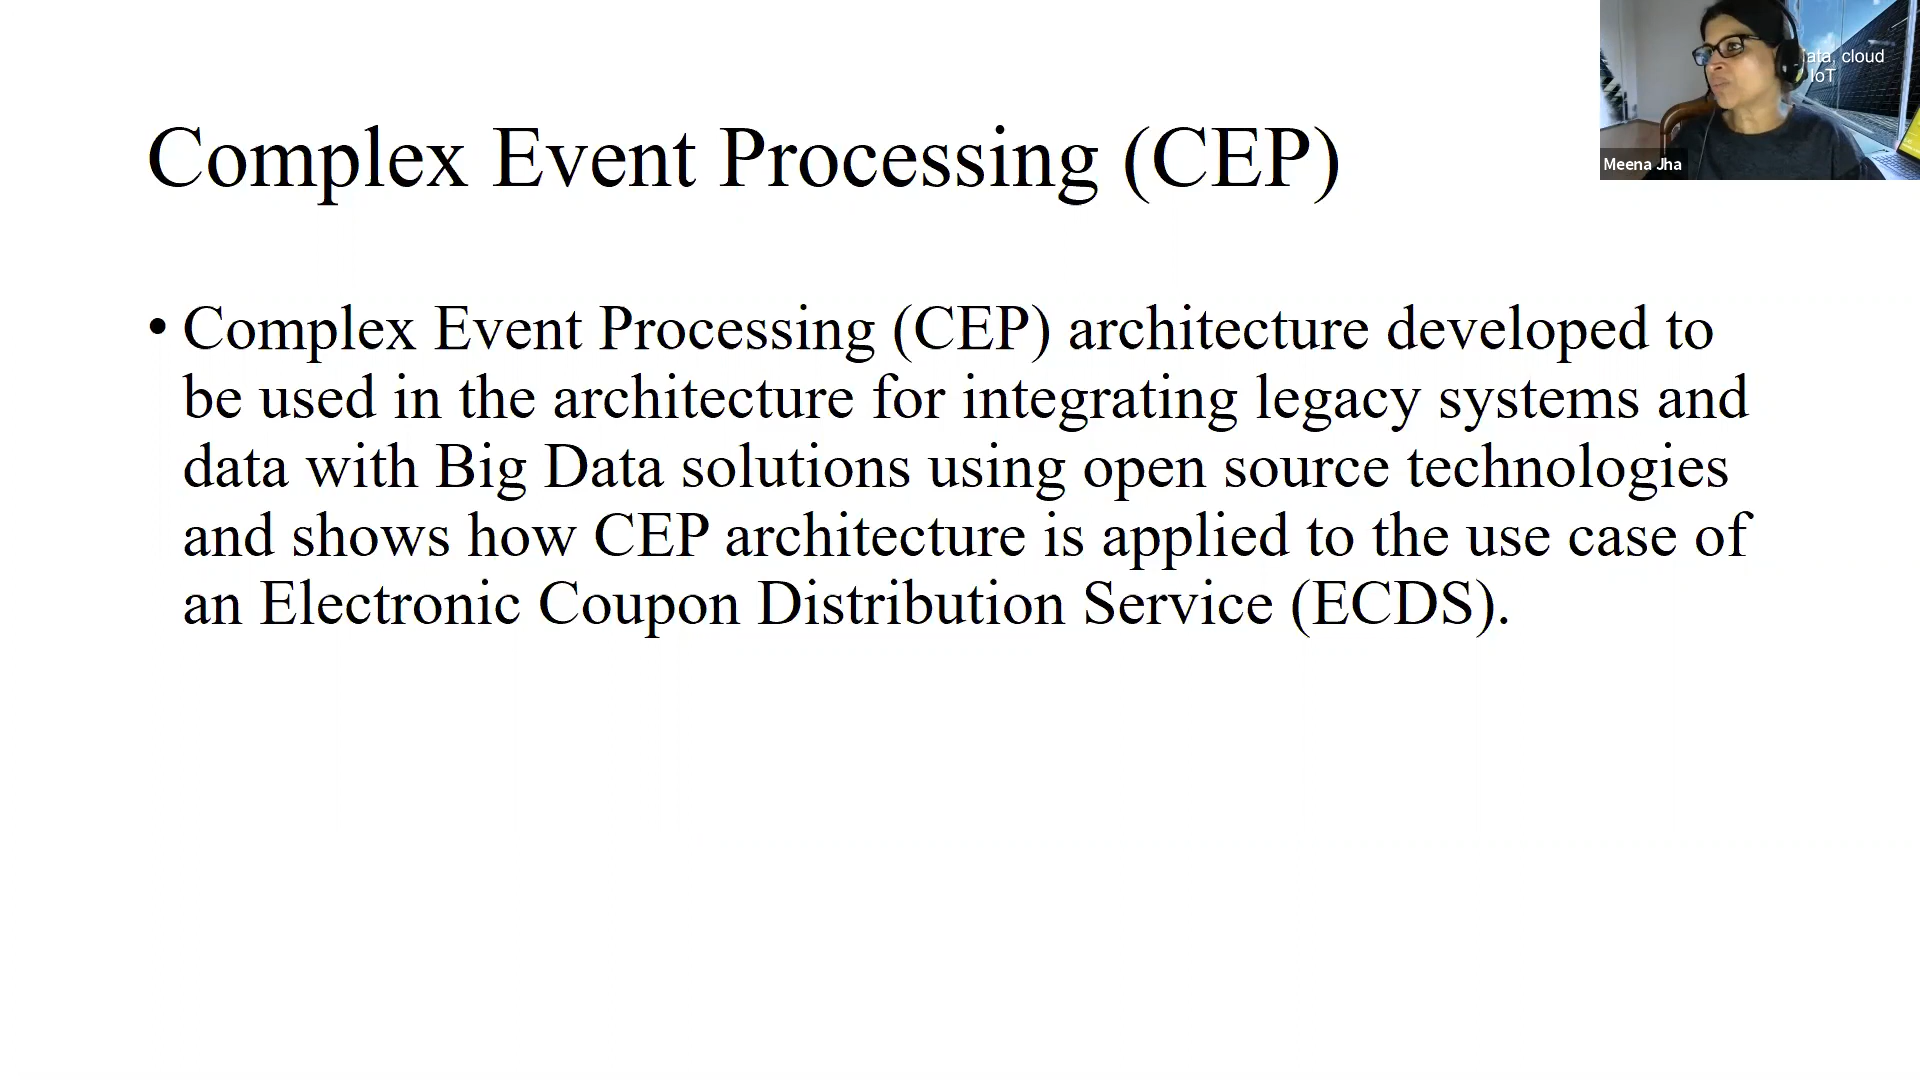 Complex Event Processing (CEP)
• Complex Event Processing (CEP) architecture developed to
be used in the architecture for integrating legacy systems and
data with Big Data solutions using open source technologies
and shows how CEP architecture is applied to the use case of
an Electronic Coupon Distribution Service (ECDS).
cloud
IoT
Meena Jha